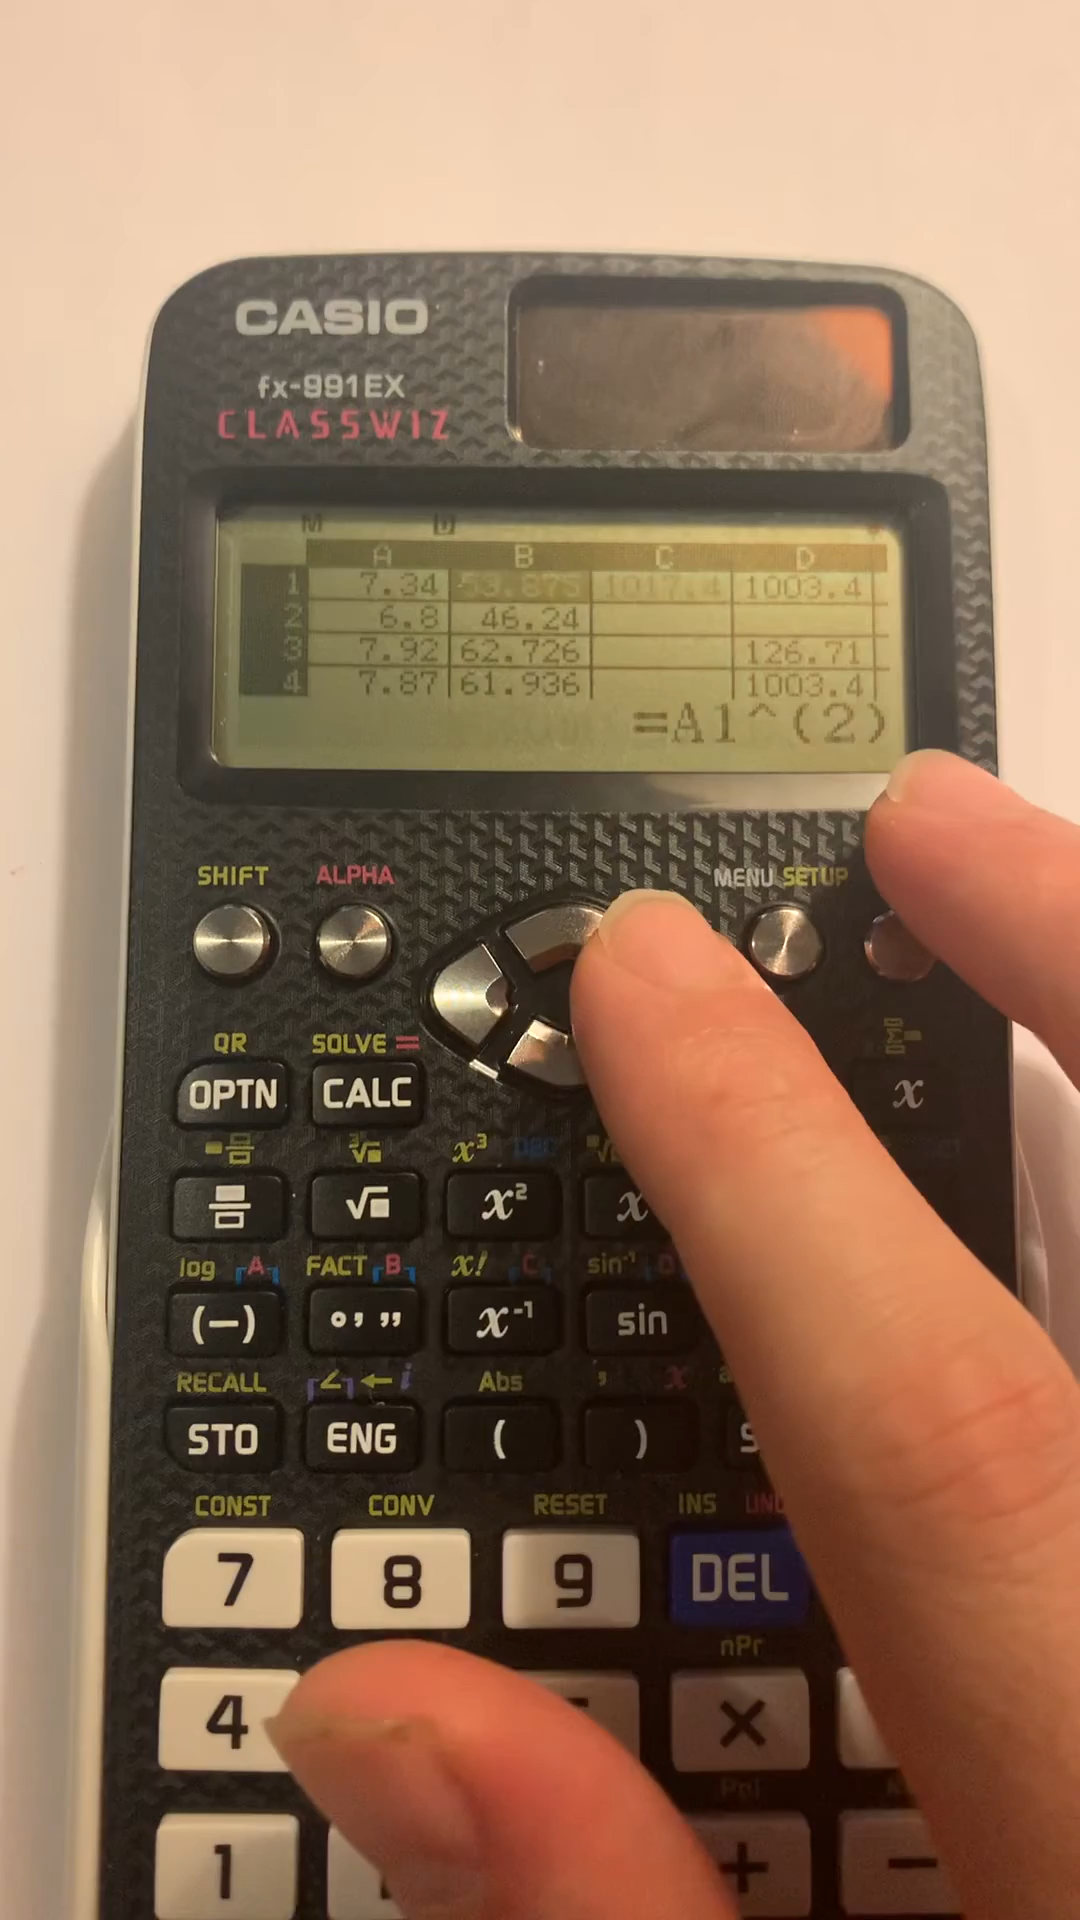 CASIO
fx-991EX
CLASSWIZ
M D
A B C D
1 7.34 53.875 1017.4 1003.4
2 6.8 46.24
3 7.92 62.726 126.71
4 7.87 61.936 1003.4
=A1^(2)
SHIFT ALPHA MENU SETUP
QR SOLVE =
OPTN CALC x
x³
√ x² x
log A FACT B x! C sin⁻¹ D
(–) ° ’ ” x⁻¹ sin
RECALL ∠ ← i Abs ; x
STO ENG ( )
CONST CONV RESET INS
7 8 9 DEL
nPr
4 ×
Pol
1 + −